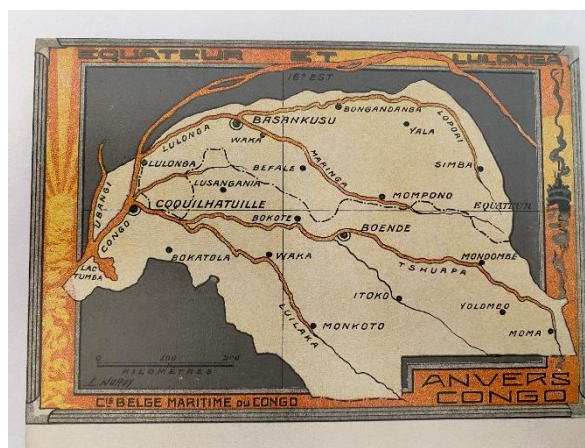 EQUATEUR ET LULONGA
16° EST
BONGANDANGA
LOPORI
BASANKUSU
YALA
LULONGA
WAKA
MARINGA
SIMBA
LULONGA
BEFALE
LUSANGANIA
UBANGI
MOMPONO
EQUATEUR
COQUILHATUILLE
CONGO
BOKOTE
BOENDE
BOKATOLA
WAKA
MONDOMBE
TSHUAPA
LAC
TUMBA
ITOKO
YOLOMBO
LUILAKA
MONKOTO
MOMA
0 100 200
KILOMETRES
ANVERS
CONGO
CIE BELGE MARITIME DU CONGO